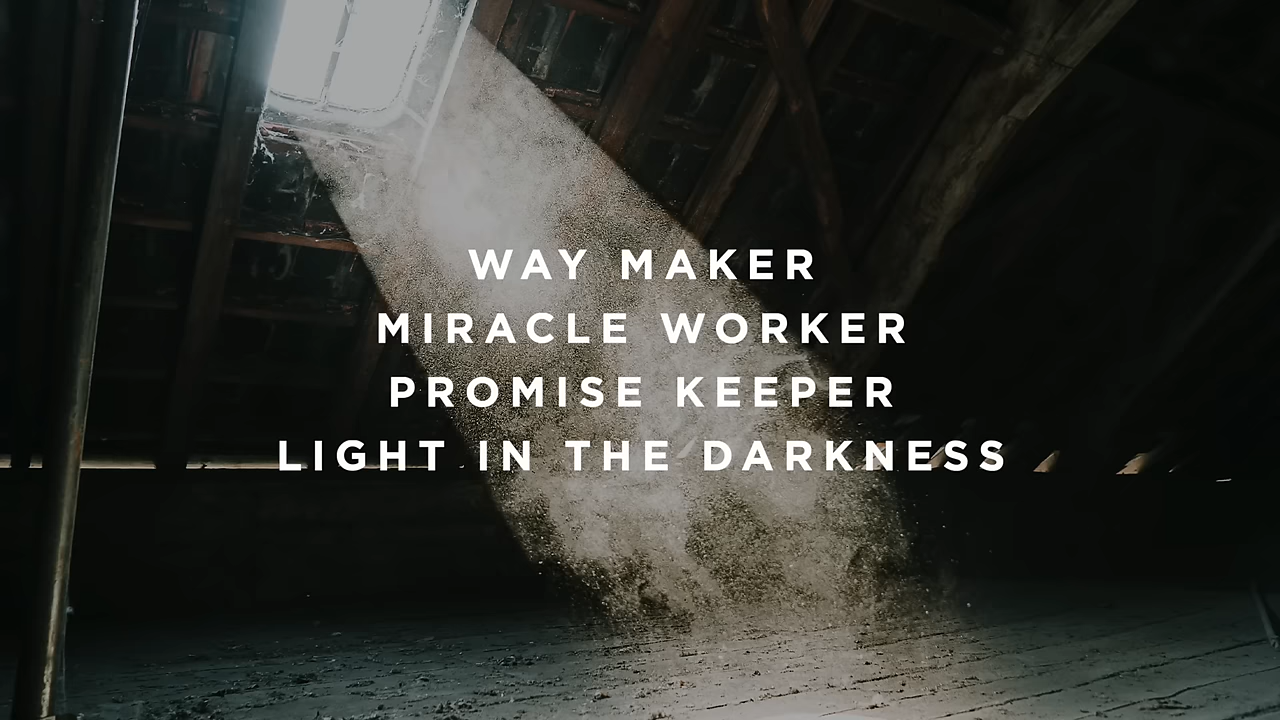 WAY MAKER
MIRACLE WORKER
PROMISE KEEPER
LIGHT IN THE DARKNESS